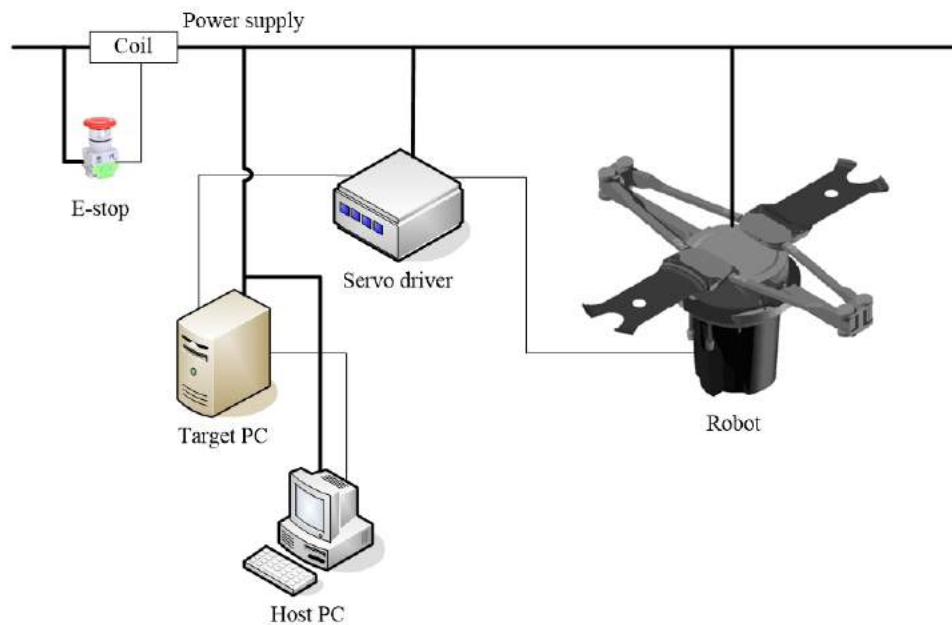 Power supply
Coil
E-stop
Servo driver
Target PC
Robot
Host PC